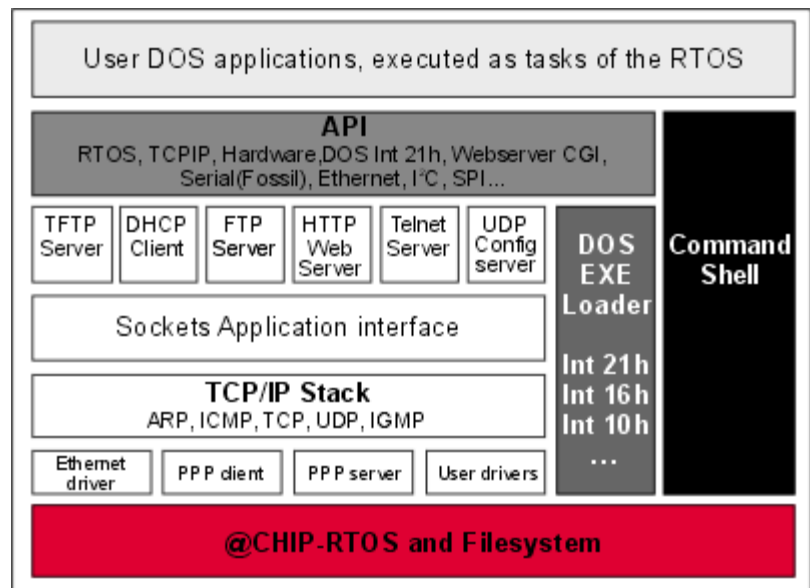 User DOS applications, executed as tasks of the RTOS
API
RTOS, TCPIP, Hardware,DOS Int 21h, Webserver CGI,
Serial(Fossil), Ethernet, I²C, SPI...
TFTP
Server
DHCP
Client
FTP
Server
HTTP
Web
Server
Telnet
Server
UDP
Config
server
DOS
EXE
Loader
Int 21h
Int 16h
Int 10h
...
Command
Shell
Sockets Application interface
TCP/IP Stack
ARP, ICMP, TCP, UDP, IGMP
Ethernet
driver
PPP client
PPP server
User drivers
@CHIP-RTOS and Filesystem